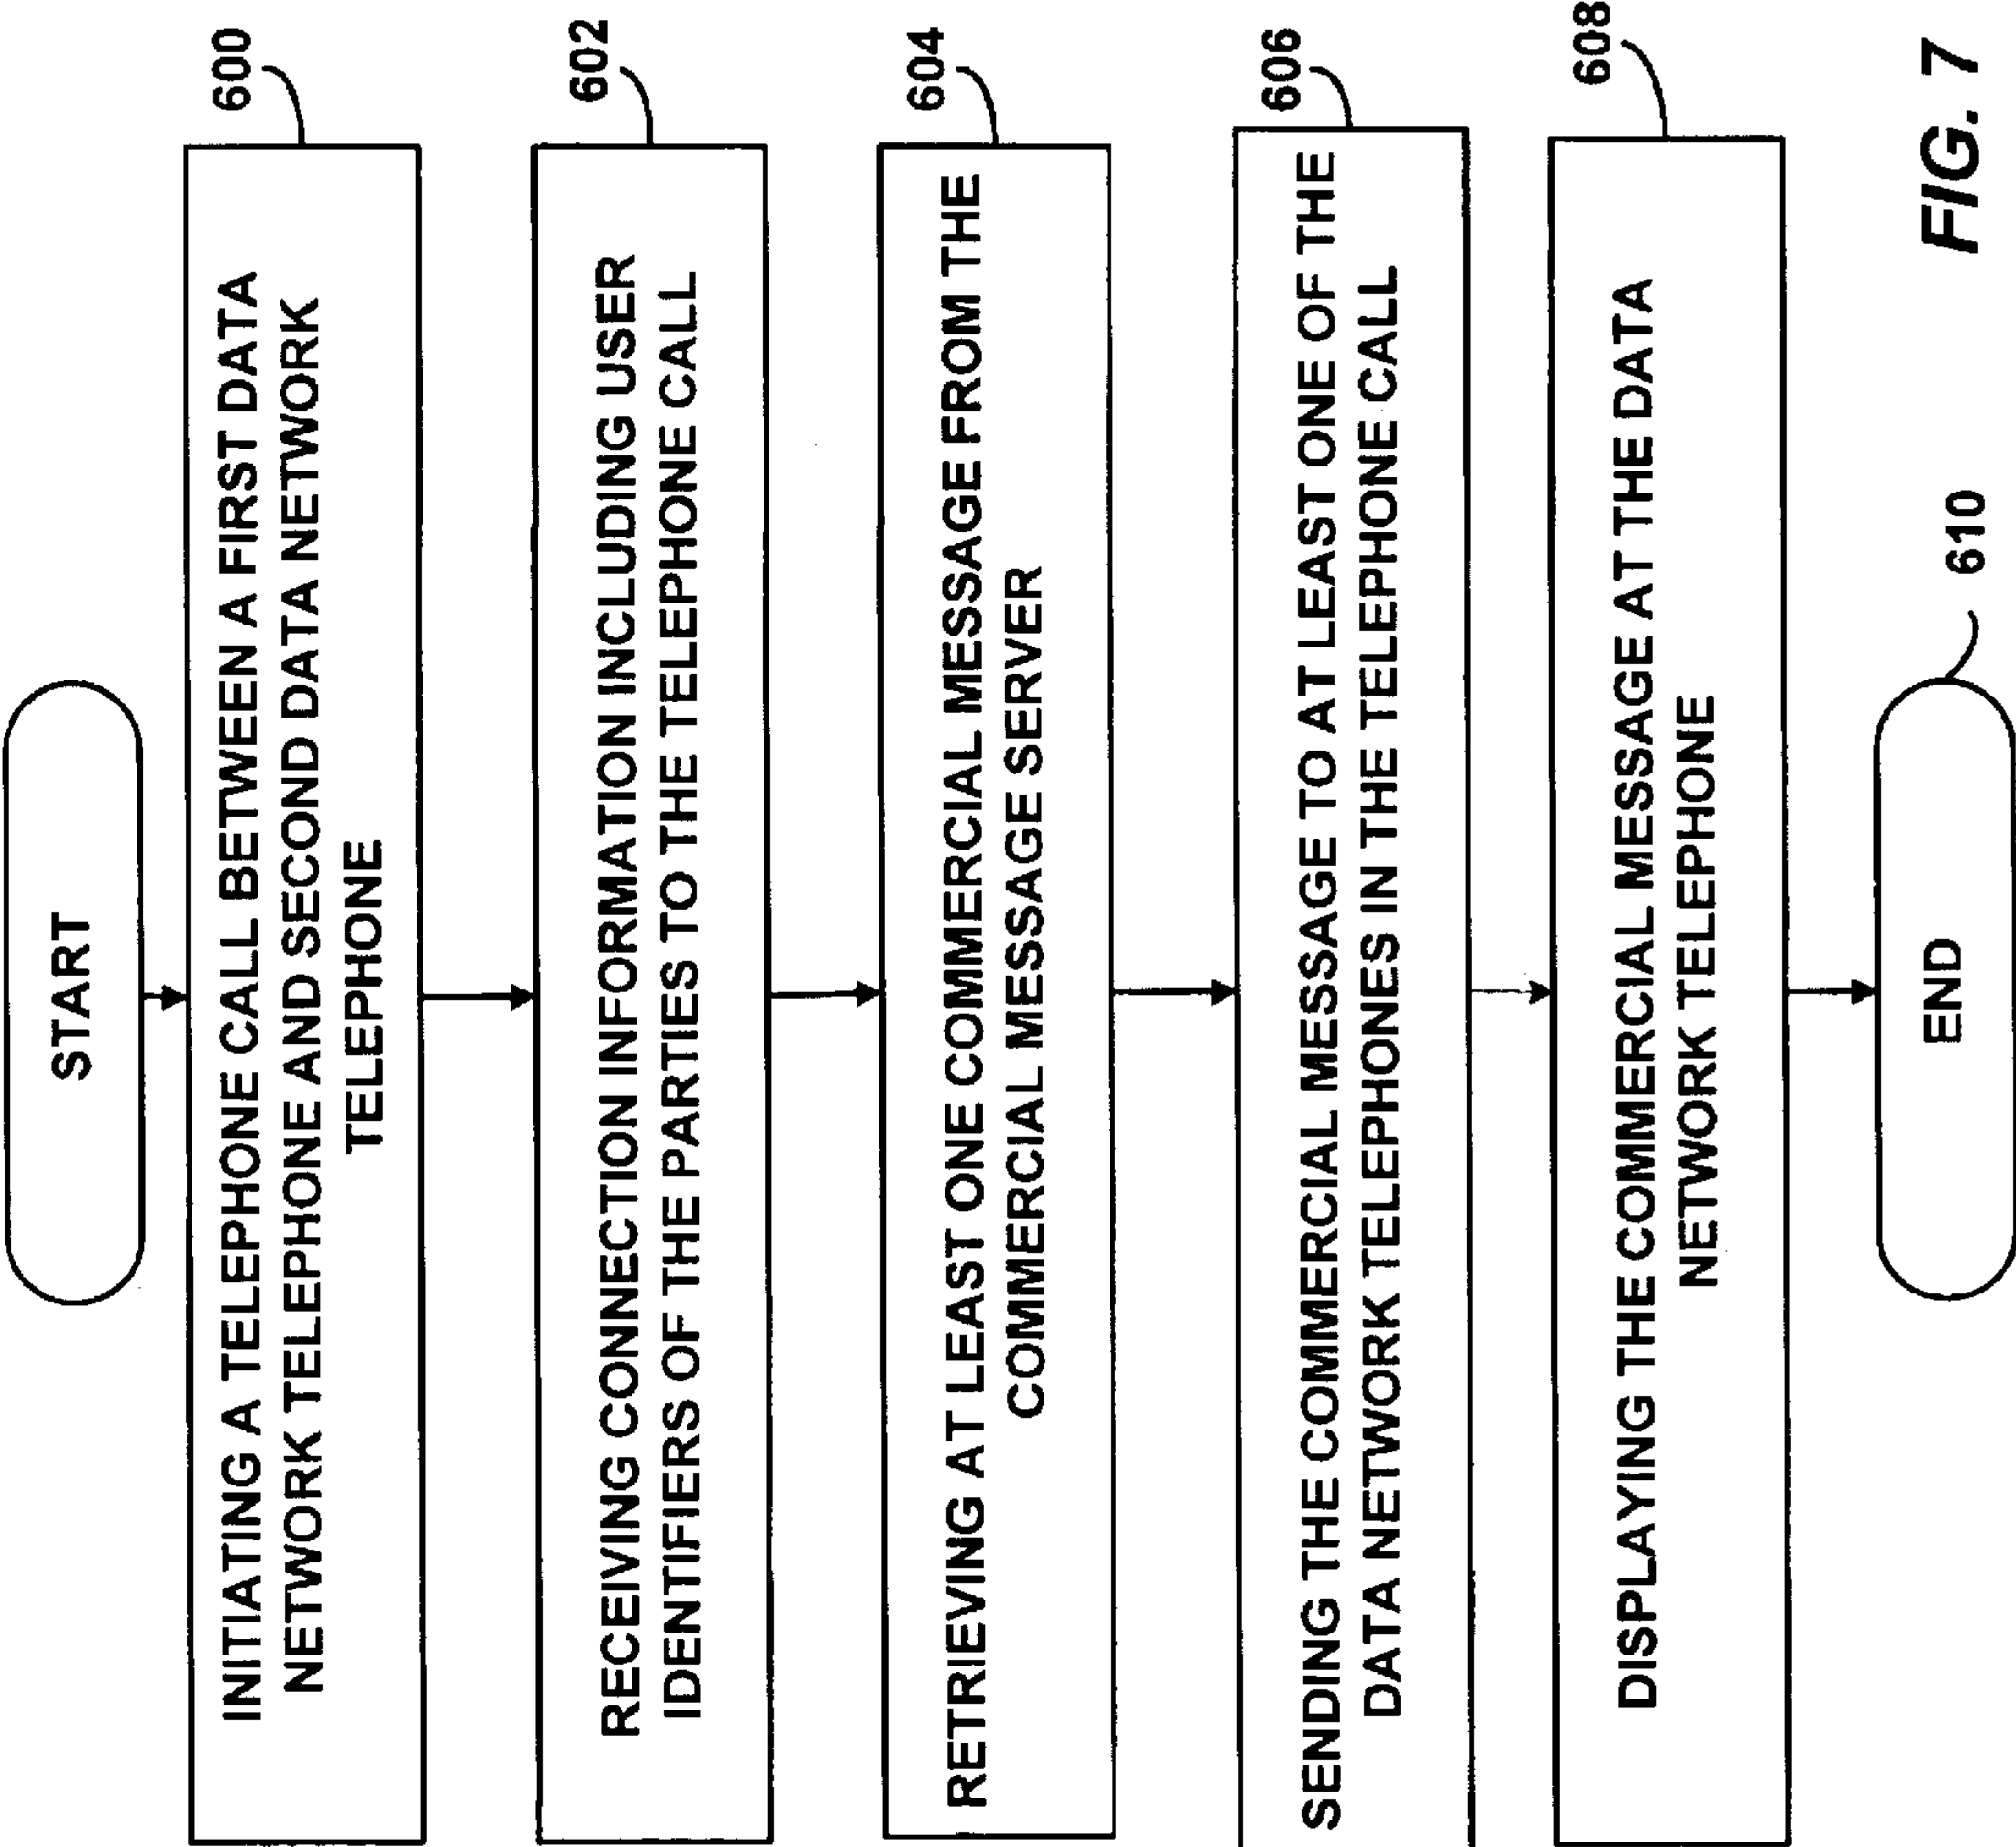 START
600
INITIATING A TELEPHONE CALL BETWEEN A FIRST DATA
NETWORK TELEPHONE AND SECOND DATA NETWORK
TELEPHONE
602
RECEIVING CONNECTION INFORMATION INCLUDING USER
IDENTIFIERS OF THE PARTIES TO THE TELEPHONE CALL
604
RETRIEVING AT LEAST ONE COMMERCIAL MESSAGE FROM THE
COMMERCIAL MESSAGE SERVER
606
SENDING THE COMMERCIAL MESSAGE TO AT LEAST ONE OF THE
DATA NETWORK TELEPHONES IN THE TELEPHONE CALL
608
DISPLAYING THE COMMERCIAL MESSAGE AT THE DATA
NETWORK TELEPHONE
610
END
FIG. 7